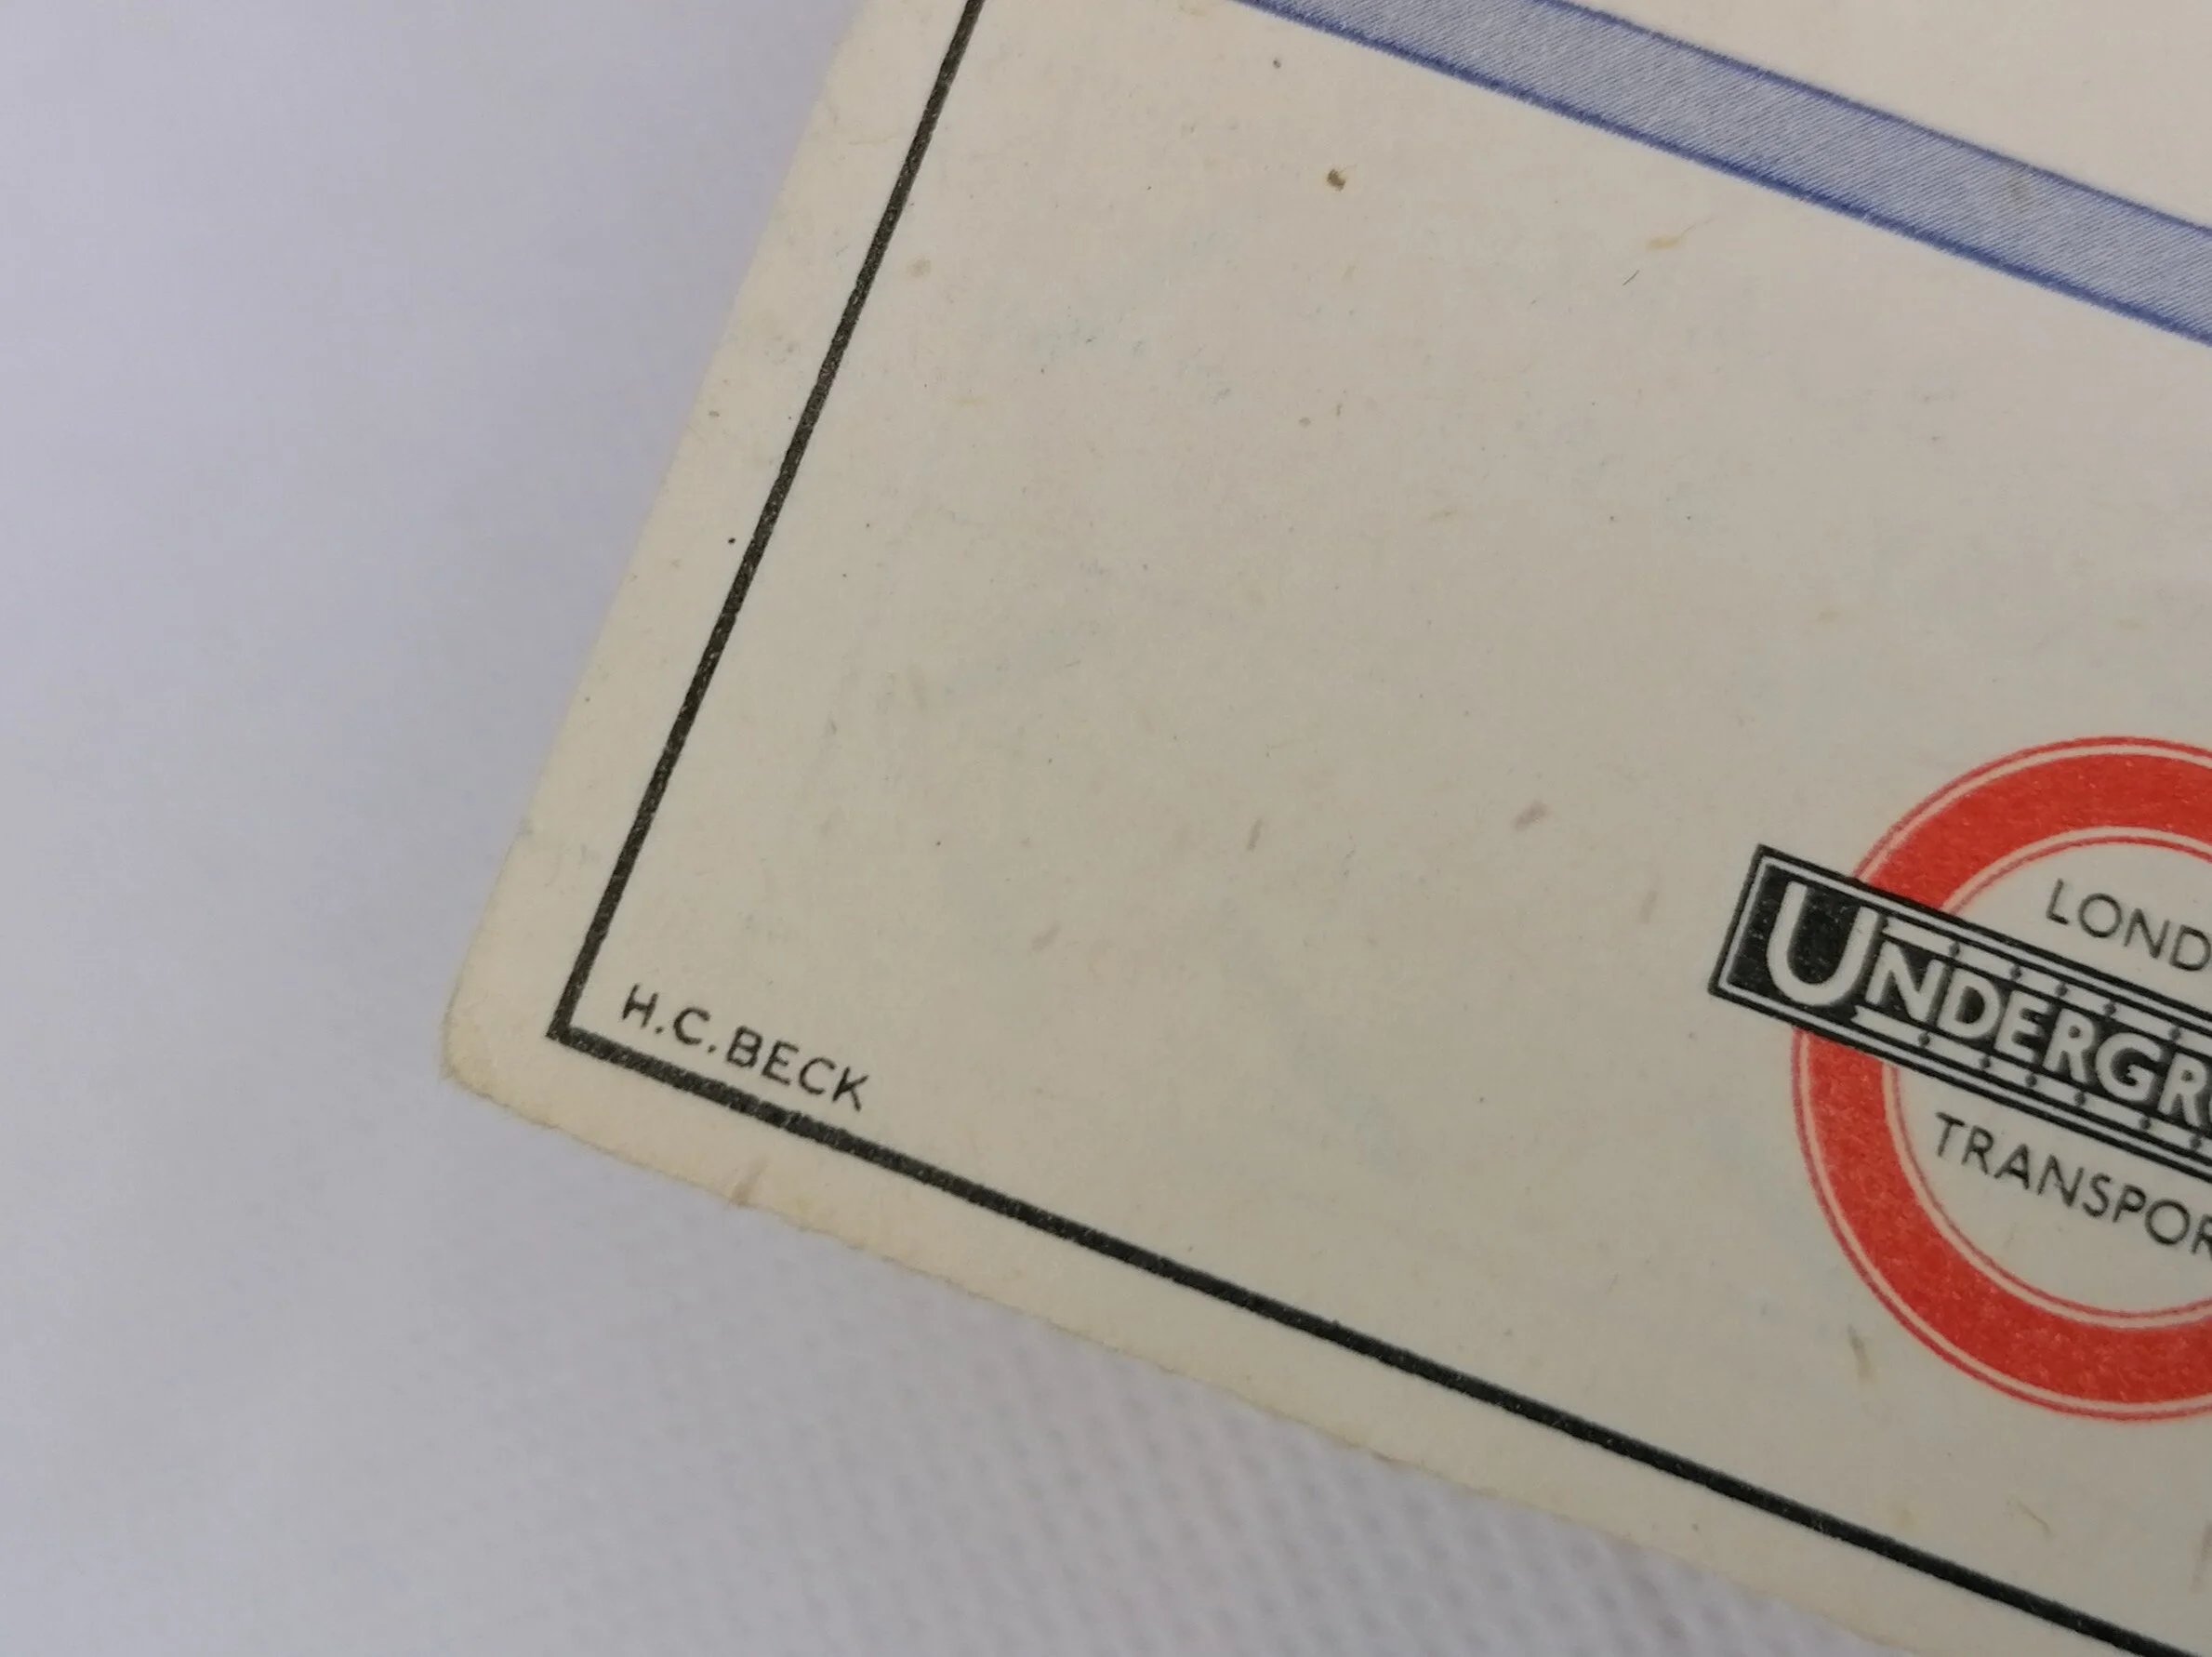 LOND
UNDERGR
TRANSPOR
H.C.BECK